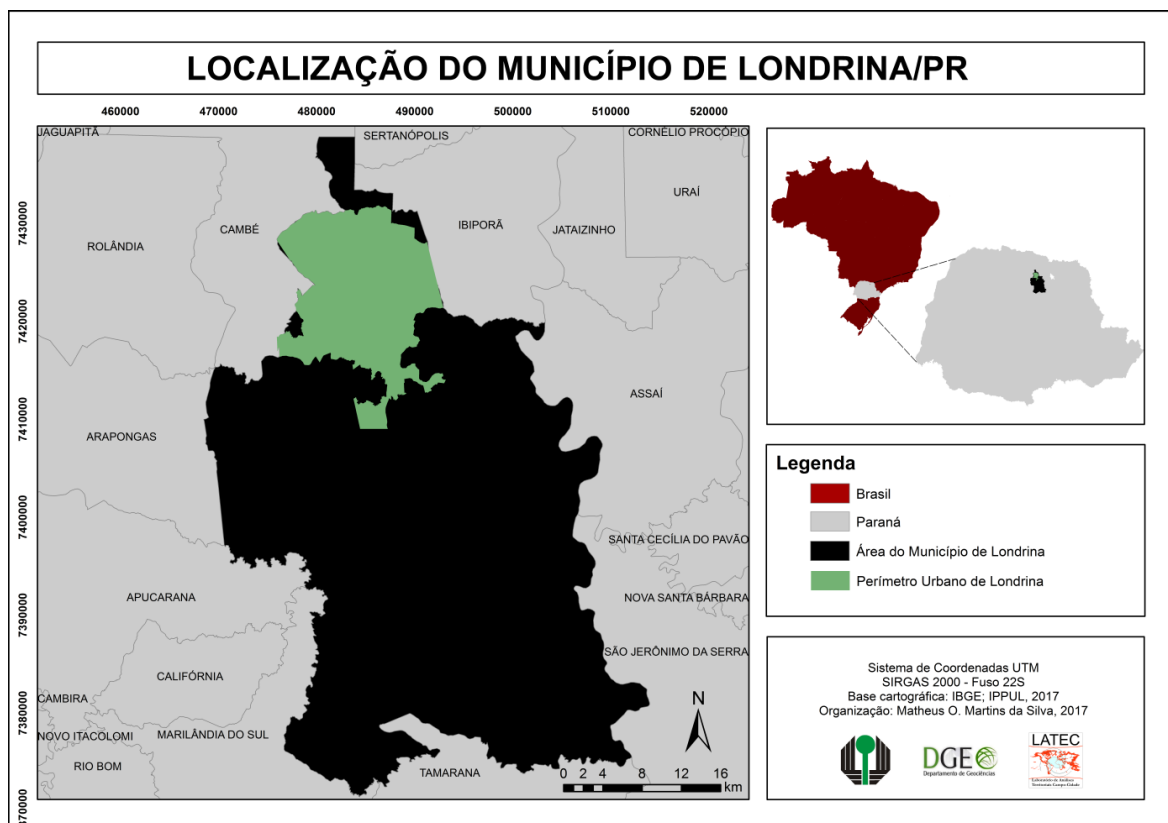 LOCALIZAÇÃO DO MUNICÍPIO DE LONDRINA/PR
460000 470000 480000 490000 500000 510000 520000
7430000
7420000
7410000
7400000
7390000
7380000
7370000
JAGUAPITÃ
SERTANÓPOLIS
CORNÉLIO PROCÓPIO
URAÍ
ROLÂNDIA
CAMBÉ
IBIPORÃ
JATAIZINHO
ASSAÍ
ARAPONGAS
SANTA CECÍLIA DO PAVÃO
APUCARANA
NOVA SANTA BÁRBARA
SÃO JERÔNIMO DA SERRA
CALIFÓRNIA
CAMBIRA
NOVO ITACOLOMI
MARILÂNDIA DO SUL
RIO BOM
TAMARANA
N
0 2 4 8 12 16
km
Legenda
Brasil
Paraná
Área do Município de Londrina
Perímetro Urbano de Londrina
Sistema de Coordenadas UTM
SIRGAS 2000 - Fuso 22S
Base cartográfica: IBGE; IPPUL, 2017
Organização: Matheus O. Martins da Silva, 2017
DGEO
Departamento de Geociências
LATEC